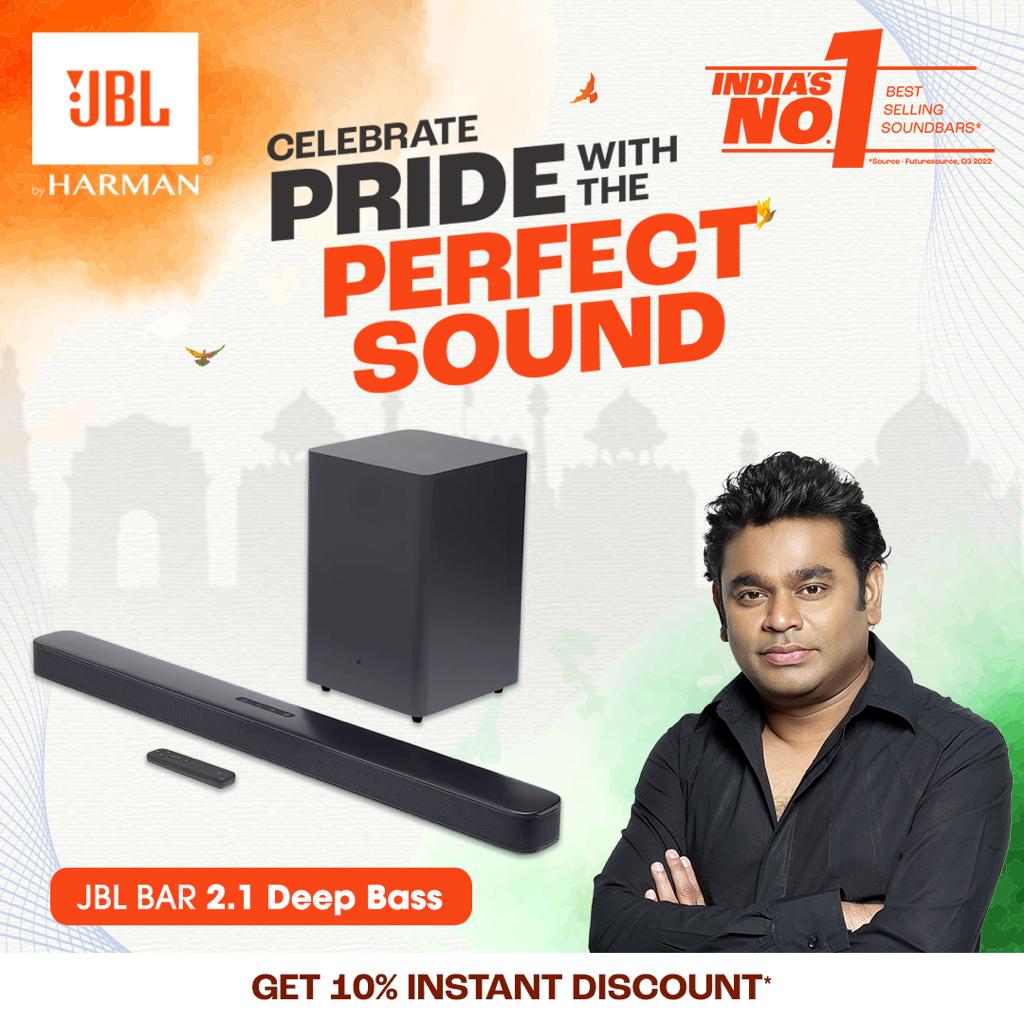 JBL
by HARMAN®
INDIA'S
NO.1
BEST
SELLING
SOUNDBARS*
*Source - Futuresource, Q3 2022
CELEBRATE
PRIDE WITH
THE
PERFECT
SOUND
JBL BAR 2.1 Deep Bass
GET 10% INSTANT DISCOUNT*